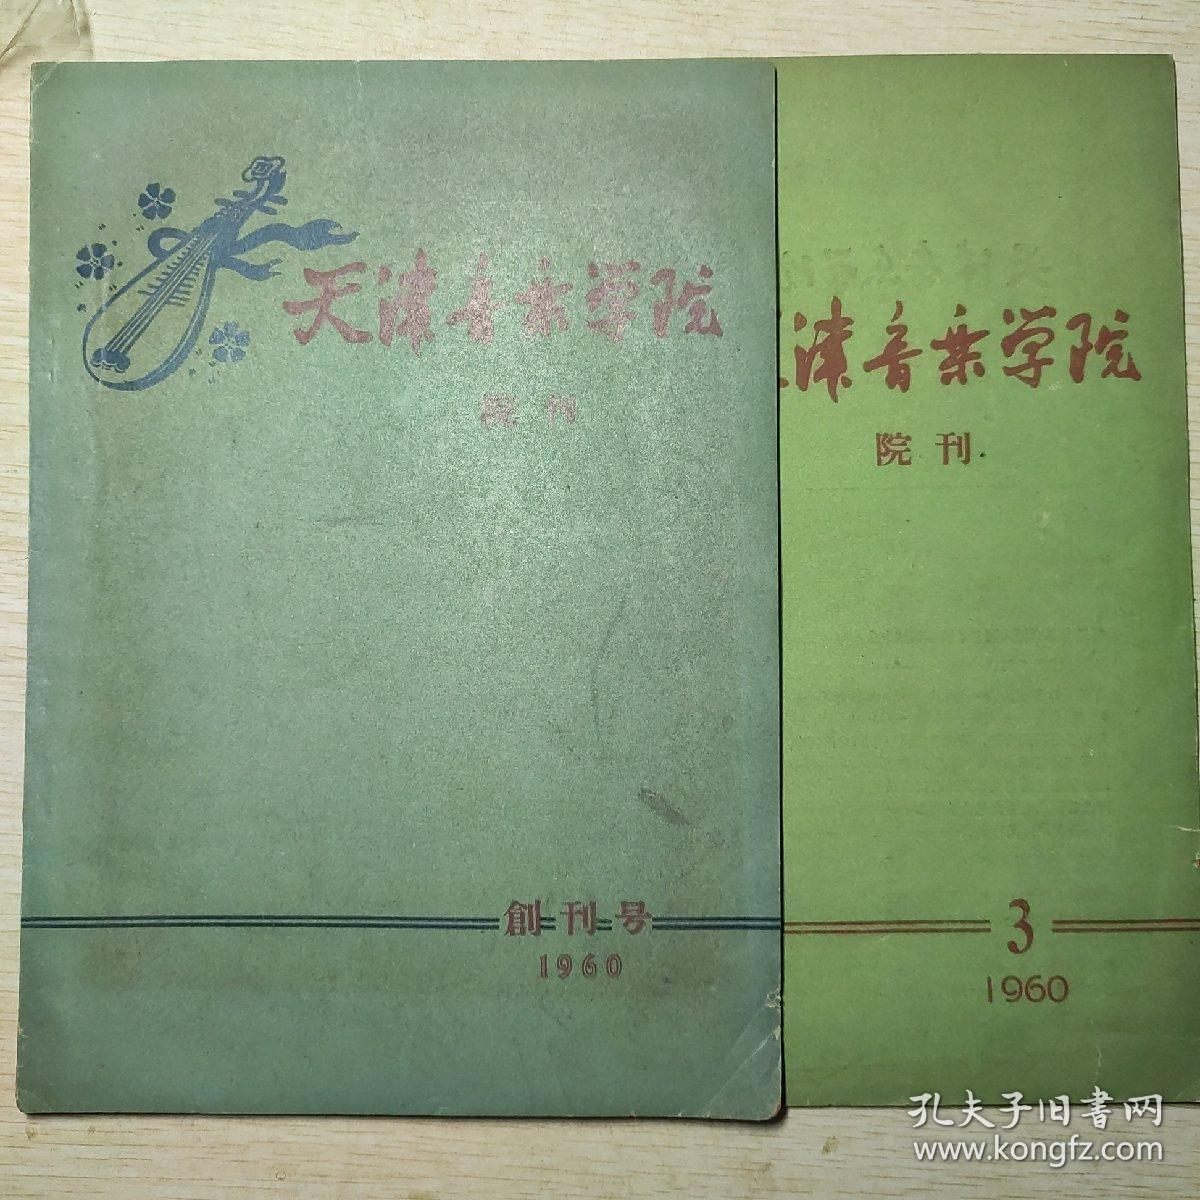 天津音乐学院
院刊
創刊号
1960
津音乐学院
院刊
3
1960
孔夫子旧书网
www.kongfz.com